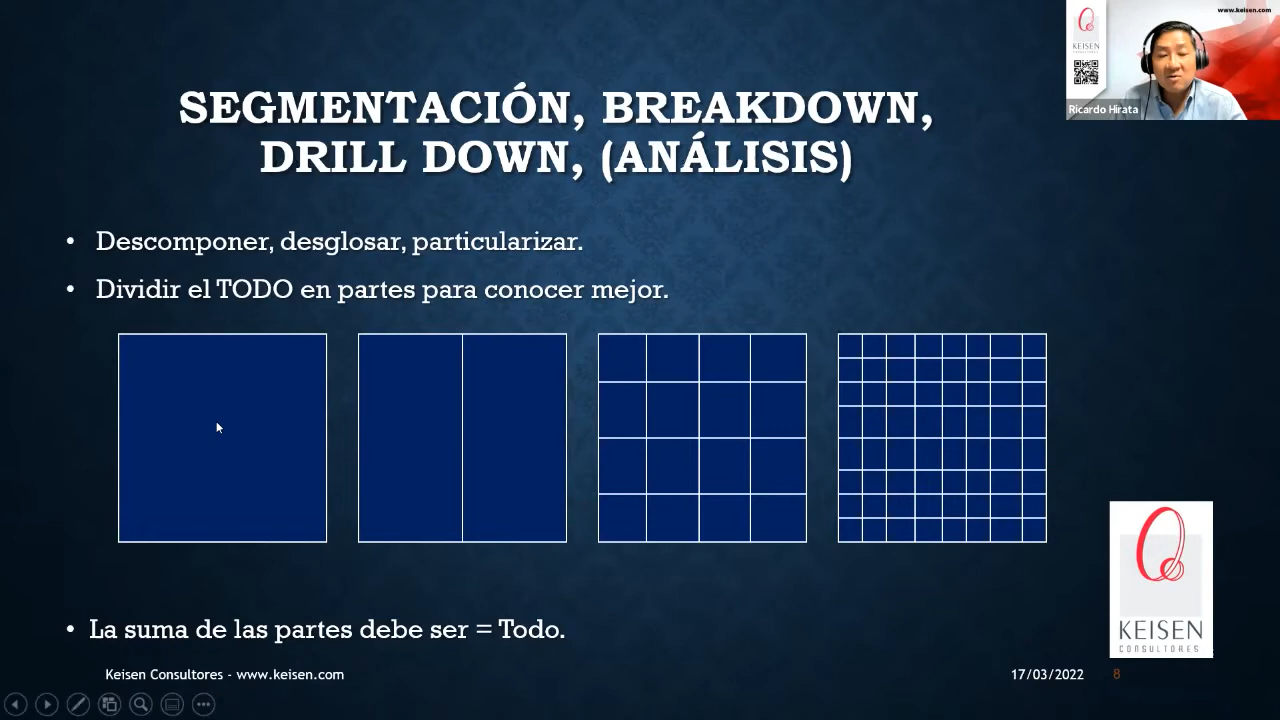 www.keisen.com
KEISEN
CONSULTORES
Ricardo Hirata
SEGMENTACIÓN, BREAKDOWN,
DRILL DOWN, (ANÁLISIS)
• Descomponer, desglosar, particularizar.
• Dividir el TODO en partes para conocer mejor.
• La suma de las partes debe ser = Todo.
KEISEN
CONSULTORES
Keisen Consultores - www.keisen.com
17/03/2022
8